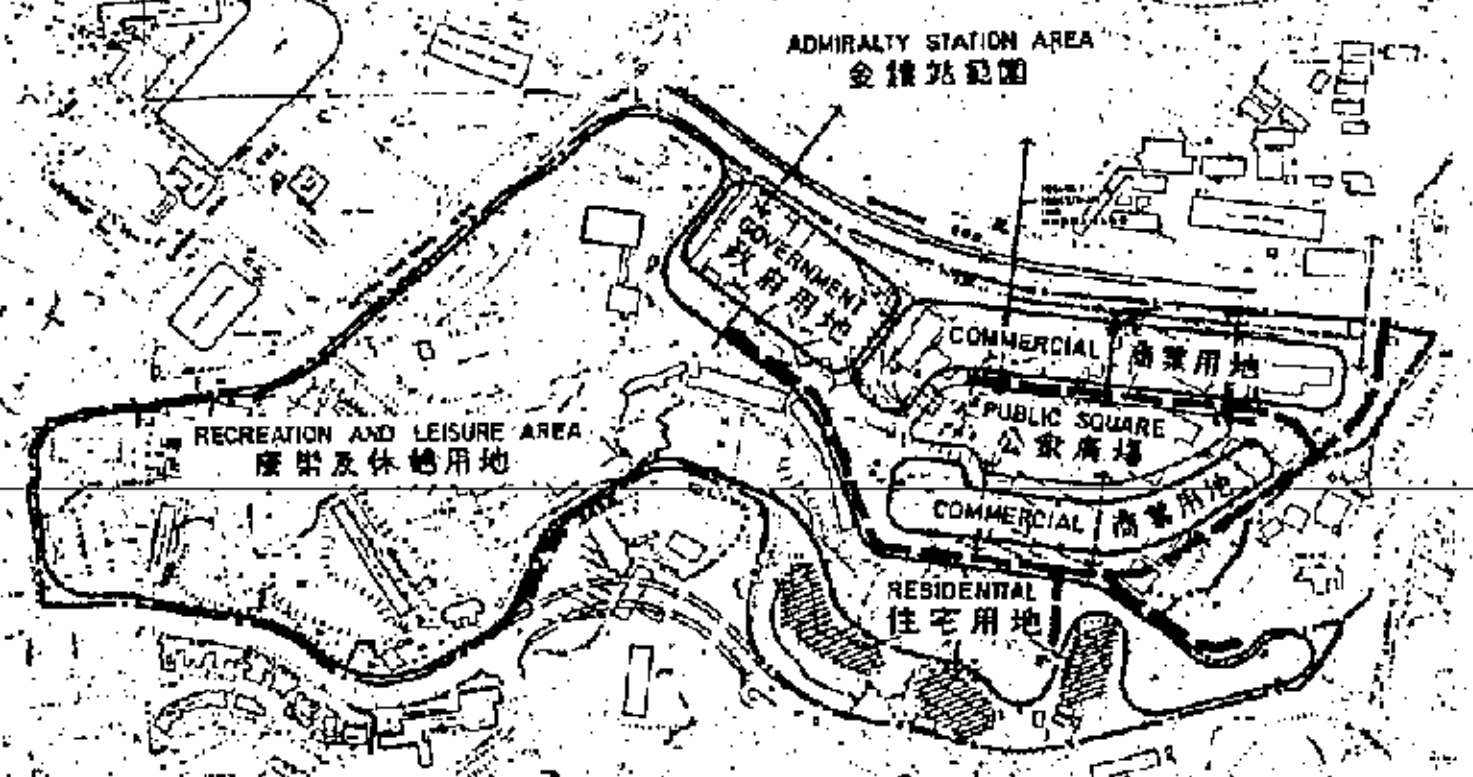 ADMIRALTY STATION AREA
金鐘站範圍
GOVERNMENT
政府用地
COMMERCIAL 商業用地
PUBLIC SQUARE
公眾廣場
RECREATION AND LEISURE AREA
康樂及休憩用地
COMMERCIAL 商業用地
RESIDENTIAL
住宅用地